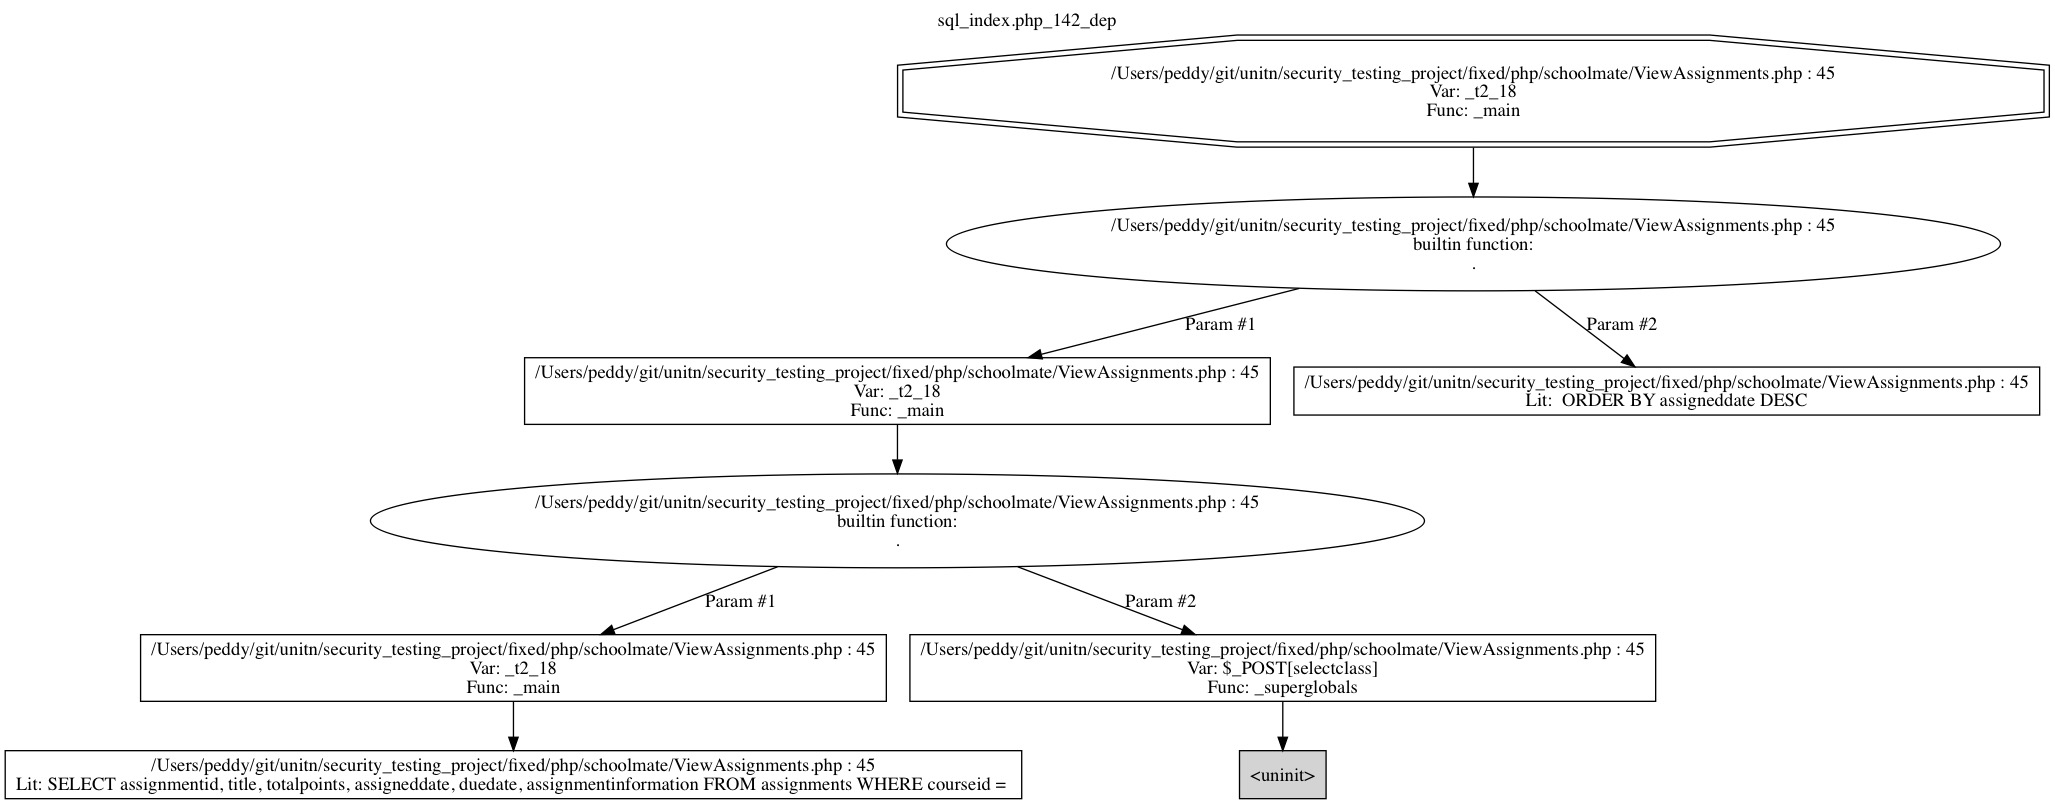 sql_index.php_142_dep
/Users/peddy/git/unitn/security_testing_project/fixed/php/schoolmate/ViewAssignments.php : 45
Var: _t2_18
Func: _main
/Users/peddy/git/unitn/security_testing_project/fixed/php/schoolmate/ViewAssignments.php : 45
builtin function:
.
Param #1
Param #2
/Users/peddy/git/unitn/security_testing_project/fixed/php/schoolmate/ViewAssignments.php : 45
Var: _t2_18
Func: _main
/Users/peddy/git/unitn/security_testing_project/fixed/php/schoolmate/ViewAssignments.php : 45
Lit:  ORDER BY assigneddate DESC
/Users/peddy/git/unitn/security_testing_project/fixed/php/schoolmate/ViewAssignments.php : 45
builtin function:
.
Param #1
Param #2
/Users/peddy/git/unitn/security_testing_project/fixed/php/schoolmate/ViewAssignments.php : 45
Var: _t2_18
Func: _main
/Users/peddy/git/unitn/security_testing_project/fixed/php/schoolmate/ViewAssignments.php : 45
Var: $_POST[selectclass]
Func: _superglobals
/Users/peddy/git/unitn/security_testing_project/fixed/php/schoolmate/ViewAssignments.php : 45
Lit: SELECT assignmentid, title, totalpoints, assigneddate, duedate, assignmentinformation FROM assignments WHERE courseid =
<uninit>